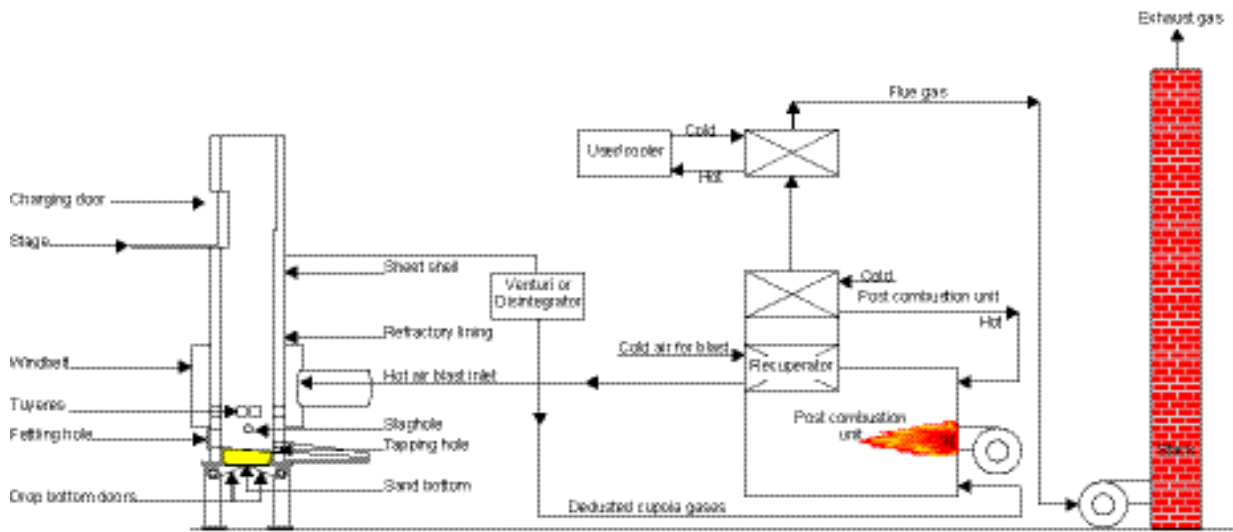 Exhaust gas
Flue gas
Cold
Used cooler
Hot
Charging door
Stage
Sheet shell
Venturi or
Disintegrator
Cold
Post combustion unit
Hot
Refractory lining
Cold air for blast
Windbelt
Recuperator
Hot air blast inlet
Tuyeres
Slaghole
Post combustion
unit
Fettling hole
Tapping hole
Stack
Sand bottom
Drop bottom doors
Dedusted cupola gases